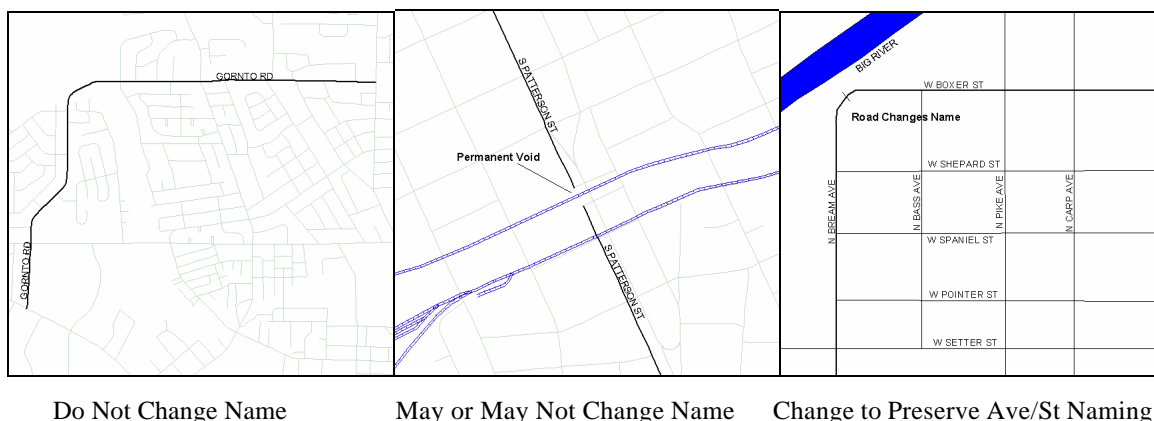 GORNTO RD
GORNTO RD
S PATTERSON ST
Permanent Void
S PATTERSON ST
BIG RIVER
W BOXER ST
Road Changes Name
W SHEPARD ST
N BREAM AVE
N BASS AVE
N PIKE AVE
N CARP AVE
W SPANIEL ST
W POINTER ST
W SETTER ST
Do Not Change Name
May or May Not Change Name
Change to Preserve Ave/St Naming